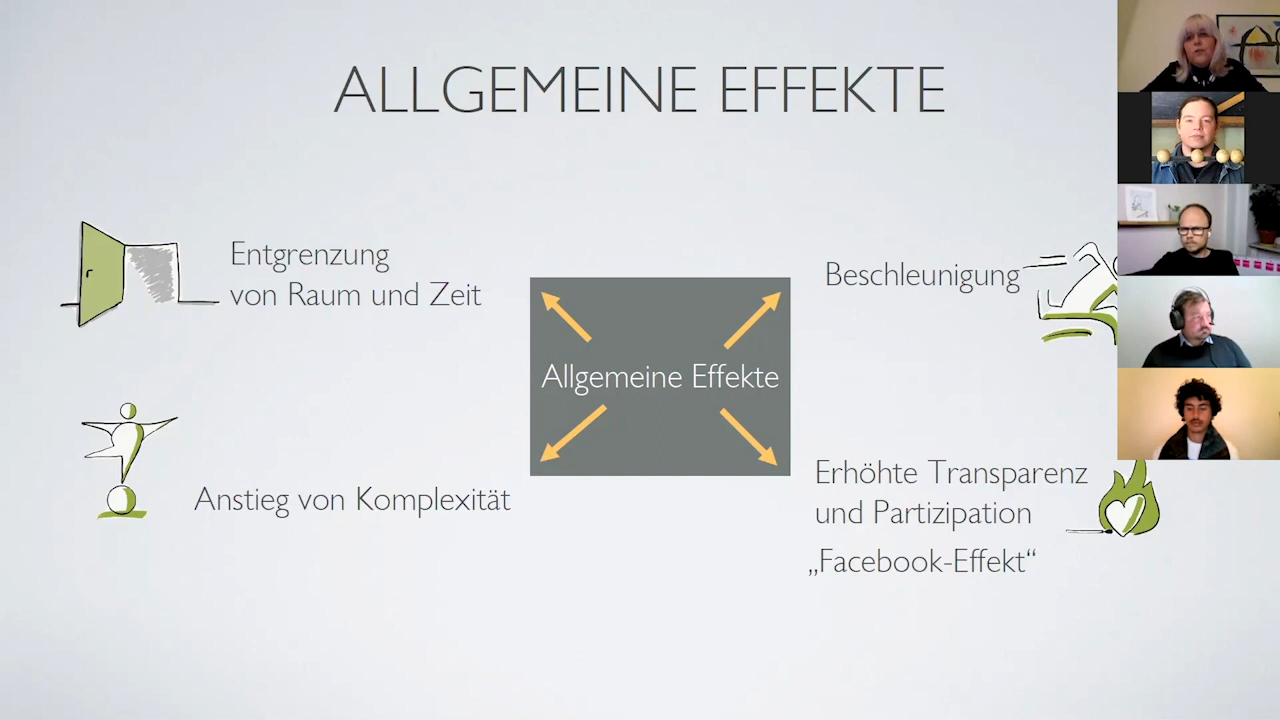 ALLGEMEINE EFFEKTE
Entgrenzung
von Raum und Zeit
Beschleunigung
Allgemeine Effekte
Anstieg von Komplexität
Erhöhte Transparenz
und Partizipation
„Facebook-Effekt“